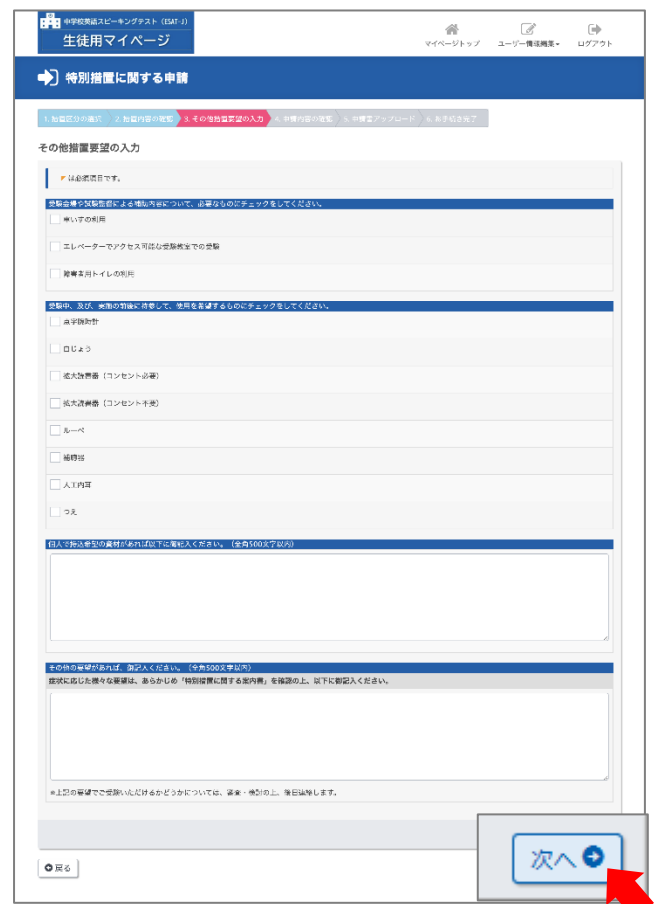 中学校英語スピーキングテスト（ESAT-J）
生徒用マイページ
マイページトップ
ユーザー情報編集
ログアウト
特別措置に関する申請
1. 措置区分の選択
2. 措置内容の確認
3. その他措置要望の入力
4. 申請内容の確認
5. 申請書アップロード
6. お手続き完了
その他措置要望の入力
は必須項目です。
受験会場や試験監督による補助内容について、必要なものにチェックをしてください。
車いすの利用
エレベーターでアクセス可能な受験教室での受験
障害者用トイレの利用
受験中、及び、実施の前後に持参して、使用を希望するものにチェックをしてください。
点字腕時計
白じょう
拡大読書器（コンセント必要）
拡大読書器（コンセント不要）
ルーペ
補聴器
人工内耳
つえ
個人で持込希望の資材があれば以下に御記入ください。（全角500文字以内）
その他の要望があれば、御記入ください。（全角500文字以内）
症状に応じた様々な要望は、あらかじめ「特別措置に関する案内書」を確認の上、以下に御記入ください。
※上記の要望でご受験いただけるかどうかについては、審査・検討の上、後日連絡します。
次へ
戻る